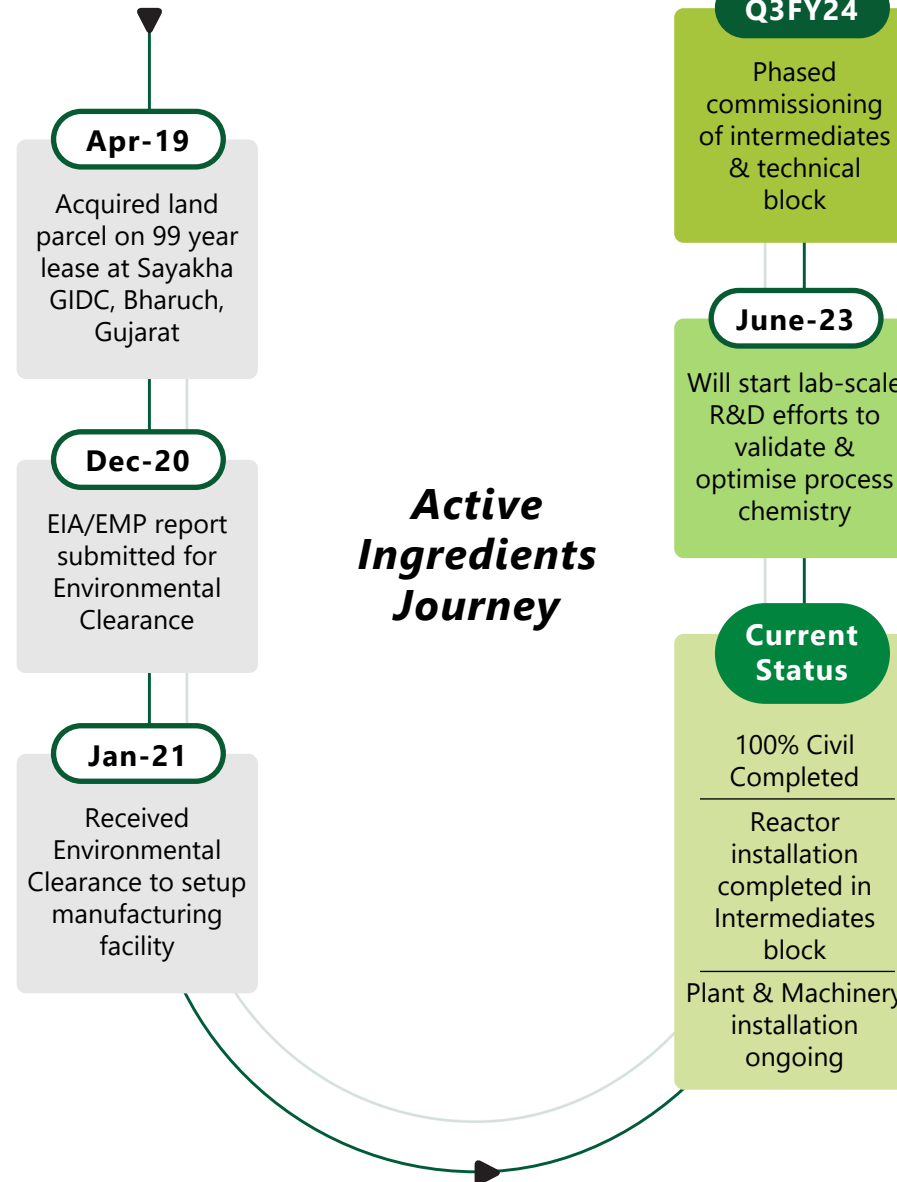 Apr-19
Acquired land
parcel on 99 year
lease at Sayakha
GIDC, Bharuch,
Gujarat
Dec-20
EIA/EMP report
submitted for
Environmental
Clearance
Jan-21
Received
Environmental
Clearance to setup
manufacturing
facility
Active
Ingredients
Journey
Q3FY24
Phased
commissioning
of intermediates
& technical
block
June-23
Will start lab-scale
R&D efforts to
validate &
optimise process
chemistry
Current
Status
100% Civil
Completed
Reactor
installation
completed in
Intermediates
block
Plant & Machinery
installation
ongoing